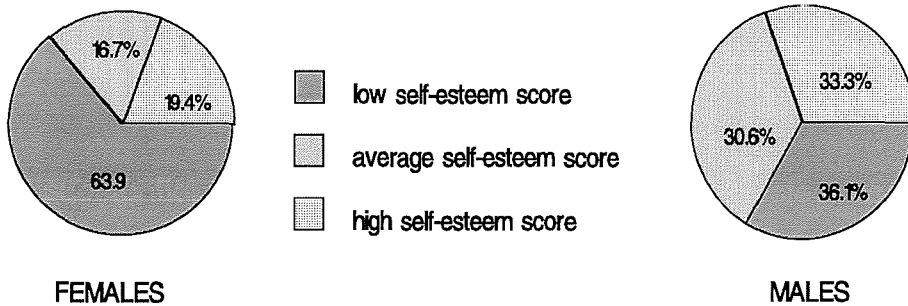 16.7%
19.4%
63.9
low self-esteem score
average self-esteem score
high self-esteem score
33.3%
30.6%
36.1%
FEMALES
MALES